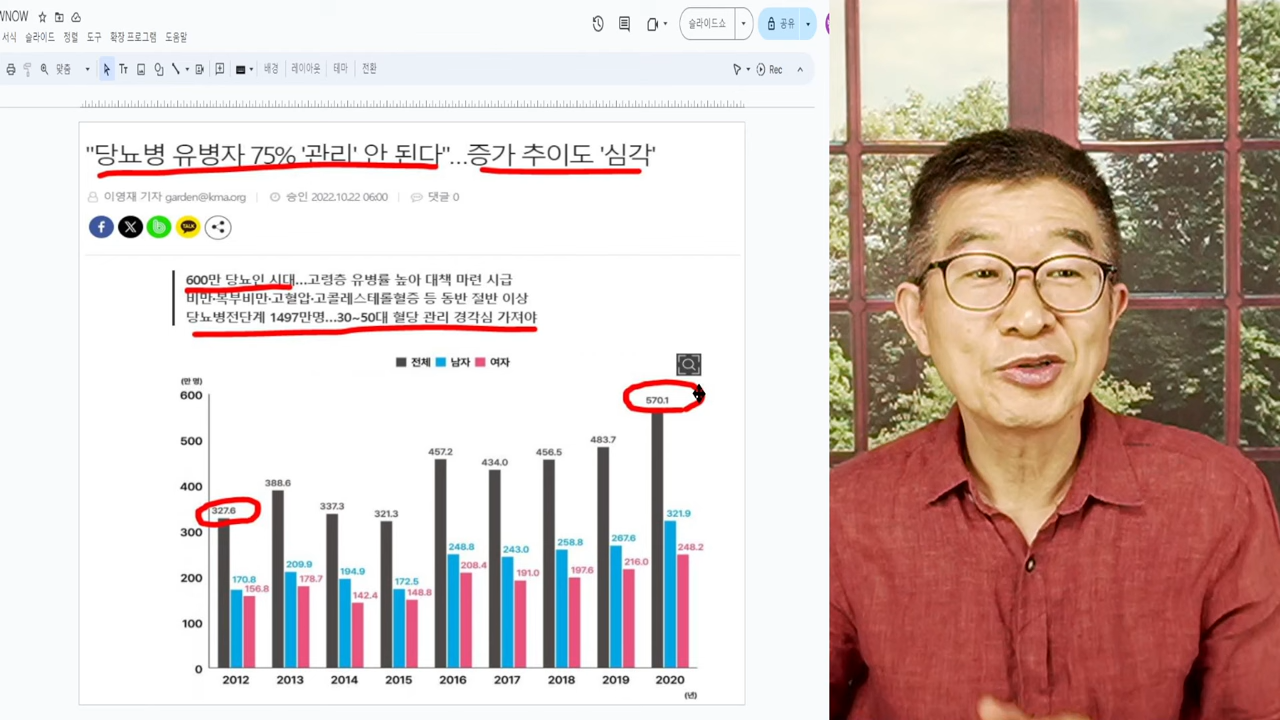 WNOW
서식 슬라이드 정렬 도구 확장 프로그램 도움말
슬라이드쇼
공유
맞춤
Tт
배경 레이아웃 테마 전환
Rec
"당뇨병 유병자 75% '관리' 안 된다"...증가 추이도 '심각'
이영재 기자 garden@kma.org 승인 2022.10.22 06:00 댓글 0
TALK
600만 당뇨인 시대…고령층 유병률 높아 대책 마련 시급
비만·복부비만·고혈압·고콜레스테롤혈증 등 동반 절반 이상
당뇨병전단계 1497만명…30~50대 혈당 관리 경각심 가져야
전체 남자 여자
(만 명)
600
500
400
300
200
100
0
327.6 170.8 156.8
388.6 209.9 178.7
337.3 194.9 142.4
321.3 172.5 148.8
457.2 248.8 208.4
434.0 243.0 191.0
456.5 258.8 197.6
483.7 267.6 216.0
570.1 321.9 248.2
2012 2013 2014 2015 2016 2017 2018 2019 2020
(년)